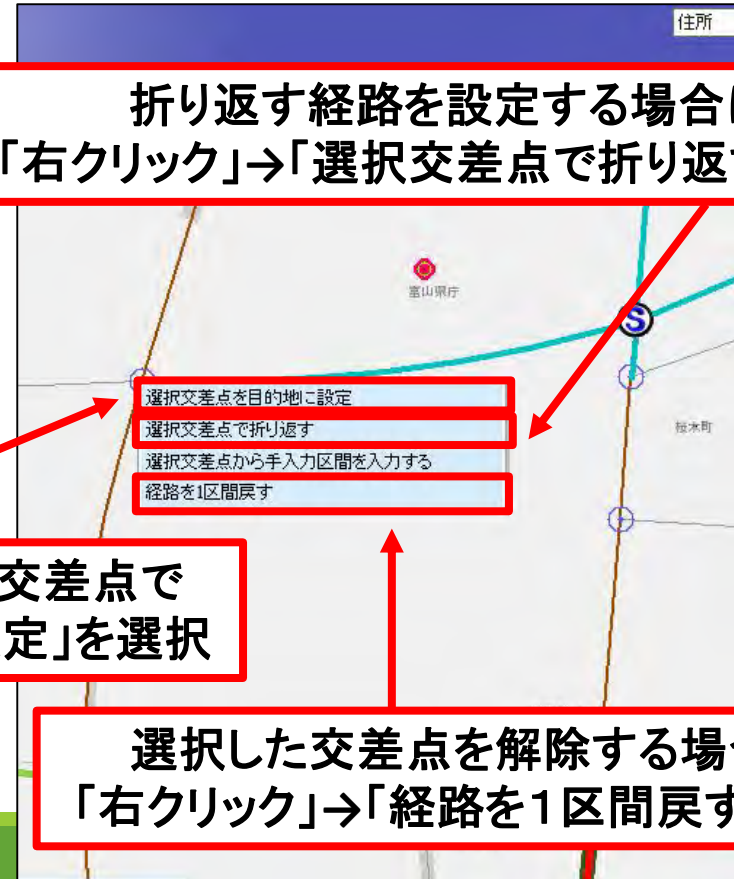 住所
折り返す経路を設定する場合
「右クリック」→「選択交差点で折り返
富山県庁
S
選択交差点を目的地に設定
選択交差点で折り返す
選択交差点から手入力区間を入力する
経路を1区間戻す
桜木町
交差点で
定」を選択
選択した交差点を解除する場
「右クリック」→「経路を1区間戻す